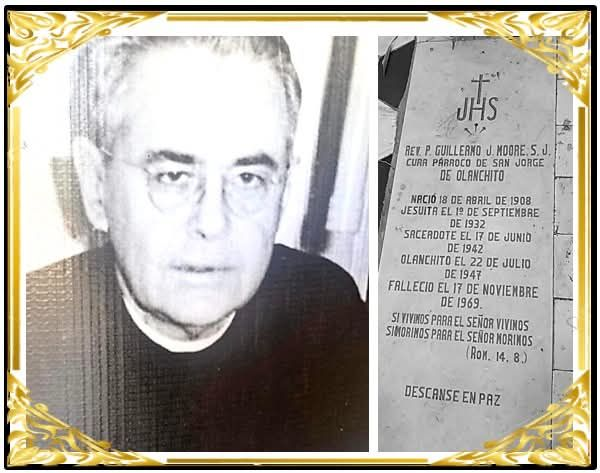 JHS
REV. P. GUILLERMO J. MOORE, S. J.
CURA PÁRROCO DE SAN JORGE
DE OLANCHITO
NACIÓ 18 DE ABRIL DE 1908
JESUITA EL 1º DE SEPTIEMBRE
DE 1932
SACERDOTE EL 17 DE JUNIO
DE 1942
OLANCHITO EL 22 DE JULIO
DE 1947
FALLECIO EL 17 DE NOVIEMBRE
DE 1969.
SI VIVIMOS PARA EL SEÑOR VIVIMOS
SI MORIMOS PARA EL SEÑOR MORIMOS
(ROM. 14. 8.)
DESCANSE EN PAZ